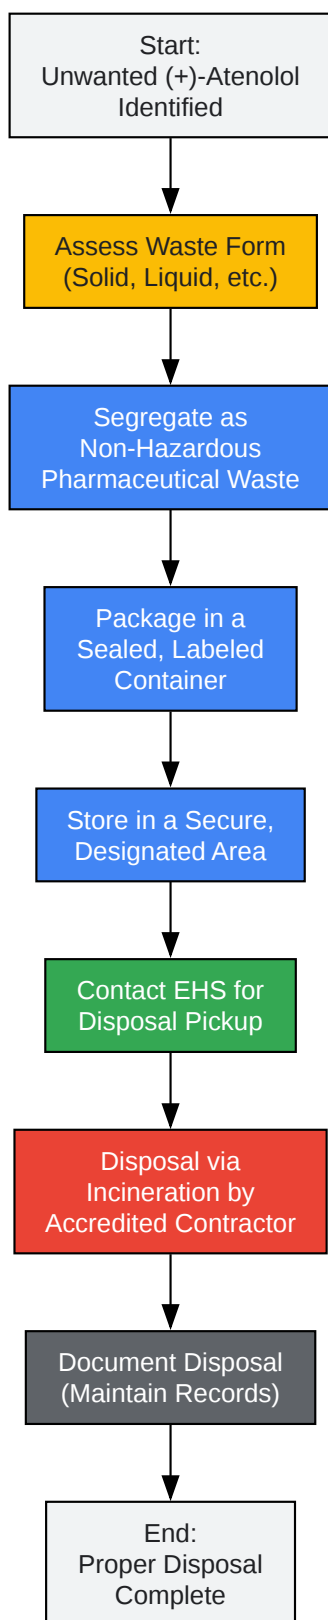 Start:
Unwanted (+)-Atenolol
Identified
Assess Waste Form
(Solid, Liquid, etc.)
Segregate as
Non-Hazardous
Pharmaceutical Waste
Package in a
Sealed, Labeled
Container
Store in a Secure,
Designated Area
Contact EHS for
Disposal Pickup
Disposal via
Incineration by
Accredited Contractor
Document Disposal
(Maintain Records)
End:
Proper Disposal
Complete